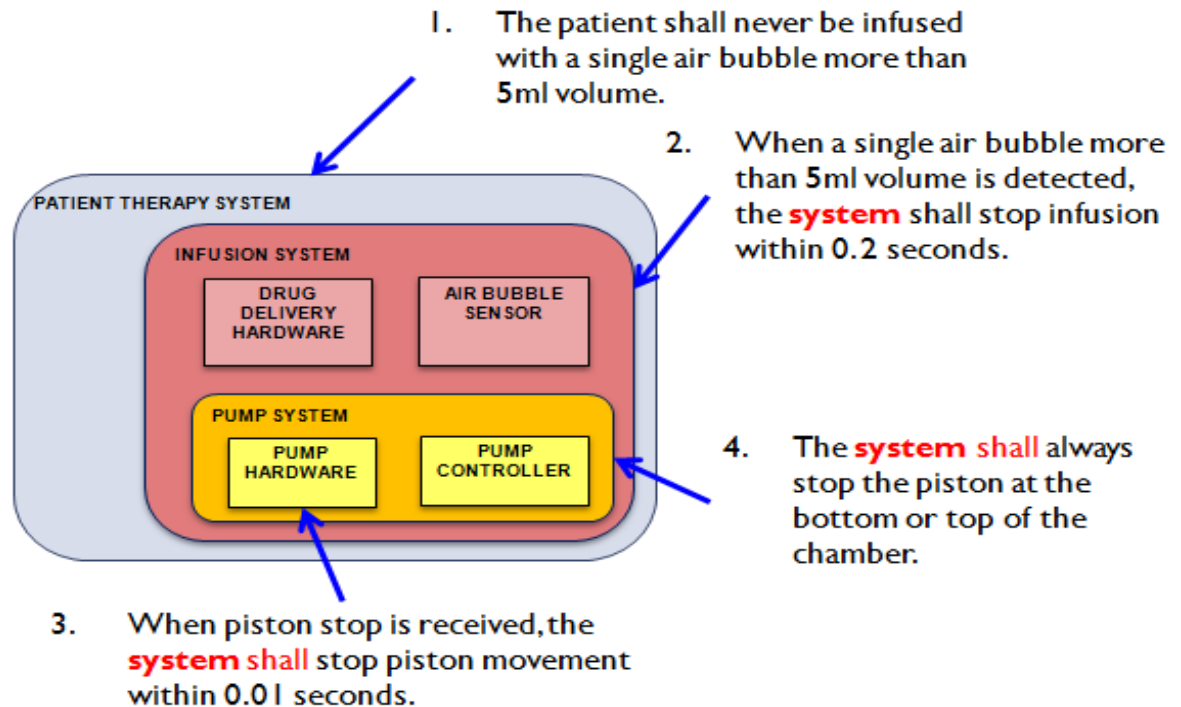 1. The patient shall never be infused
with a single air bubble more than
5ml volume.
2. When a single air bubble more
than 5ml volume is detected,
the system shall stop infusion
within 0.2 seconds.
PATIENT THERAPY SYSTEM
INFUSION SYSTEM
DRUG
DELIVERY
HARDWARE
AIR BUBBLE
SENSOR
PUMP SYSTEM
PUMP
HARDWARE
PUMP
CONTROLLER
4. The system shall always
stop the piston at the
bottom or top of the
chamber.
3. When piston stop is received, the
system shall stop piston movement
within 0.01 seconds.